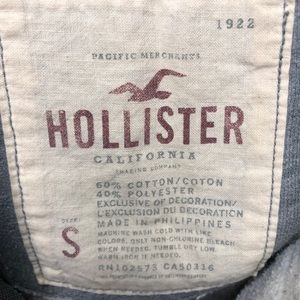 1922
PACIFIC MERCHANTS
HOLLISTER
CALIFORNIA
TRADING COMPANY
SIZE:
S
60% COTTON/COTON
40% POLYESTER
EXCLUSIVE OF DECORATION/
L'EXCLUSION DU DECORATION
MADE IN PHILIPPINES
MACHINE WASH COLD WITH LIKE
COLORS. ONLY NON-CHLORINE BLEACH
WHEN NEEDED. TUMBLE DRY LOW.
WARM IRON IF NEEDED.
RN102573 CA50316